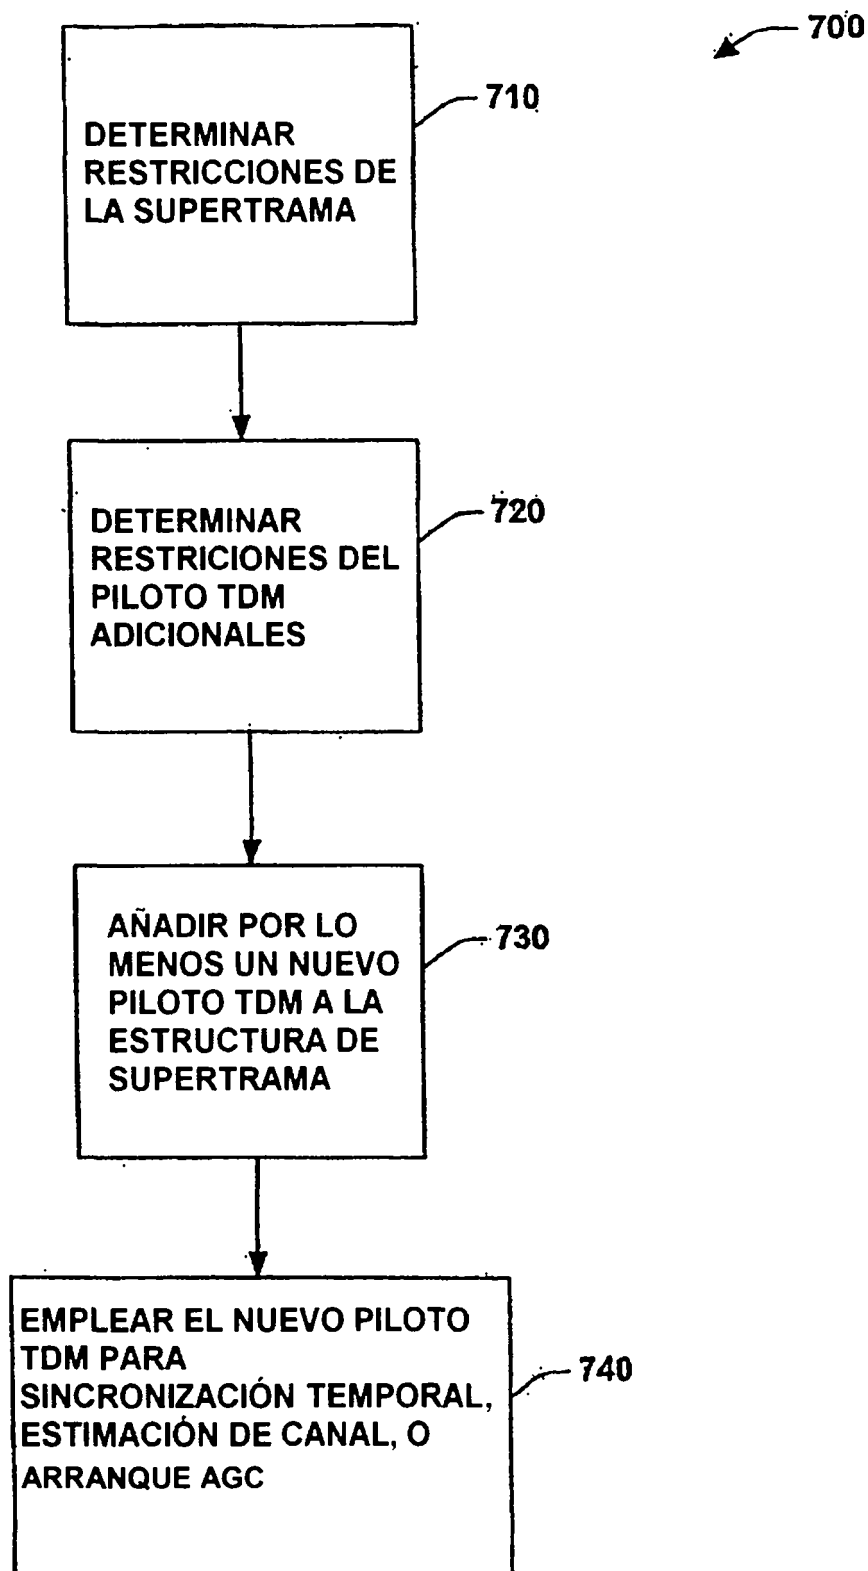 700
710
DETERMINAR
RESTRICCIONES DE
LA SUPERTRAMA
720
DETERMINAR
RESTRICIONES DEL
PILOTO TDM
ADICIONALES
730
AÑADIR POR LO
MENOS UN NUEVO
PILOTO TDM A LA
ESTRUCTURA DE
SUPERTRAMA
EMPLEAR EL NUEVO PILOTO
TDM PARA
740
SINCRONIZACIÓN TEMPORAL,
ESTIMACIÓN DE CANAL, O
ARRANQUE AGC